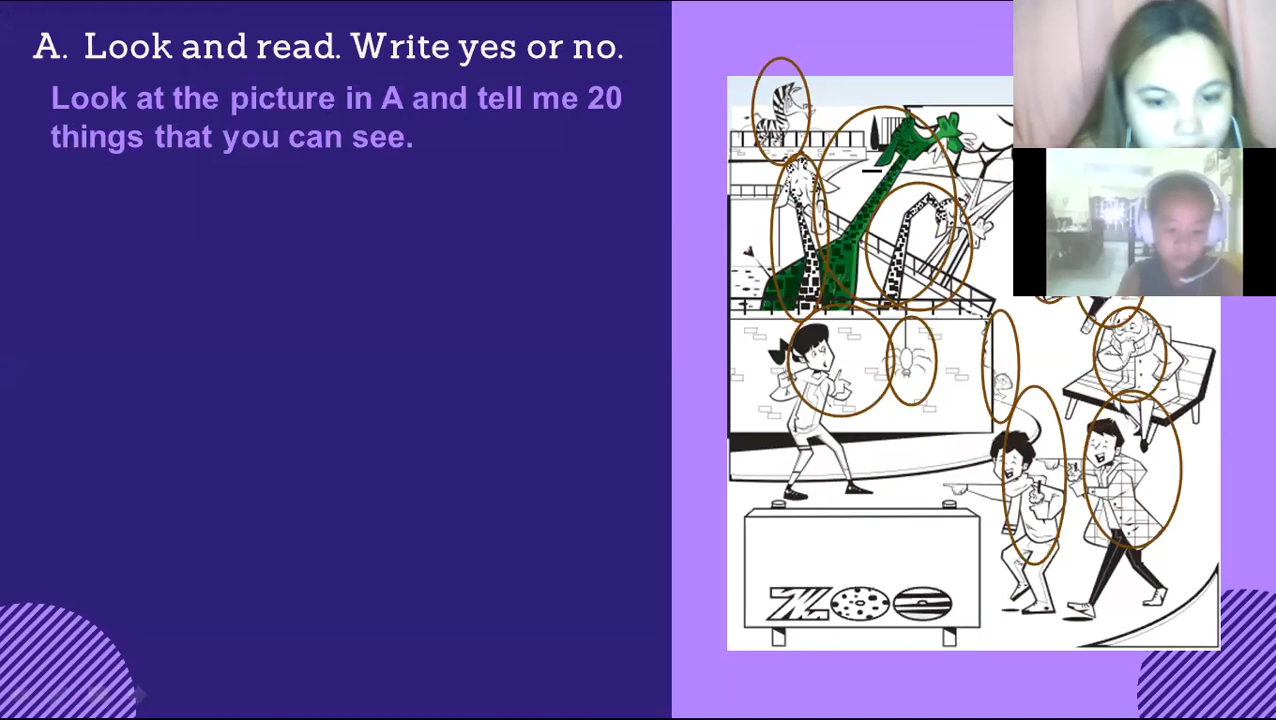 A. Look and read. Write yes or no.
Look at the picture in A and tell me 20
things that you can see.
ZOO